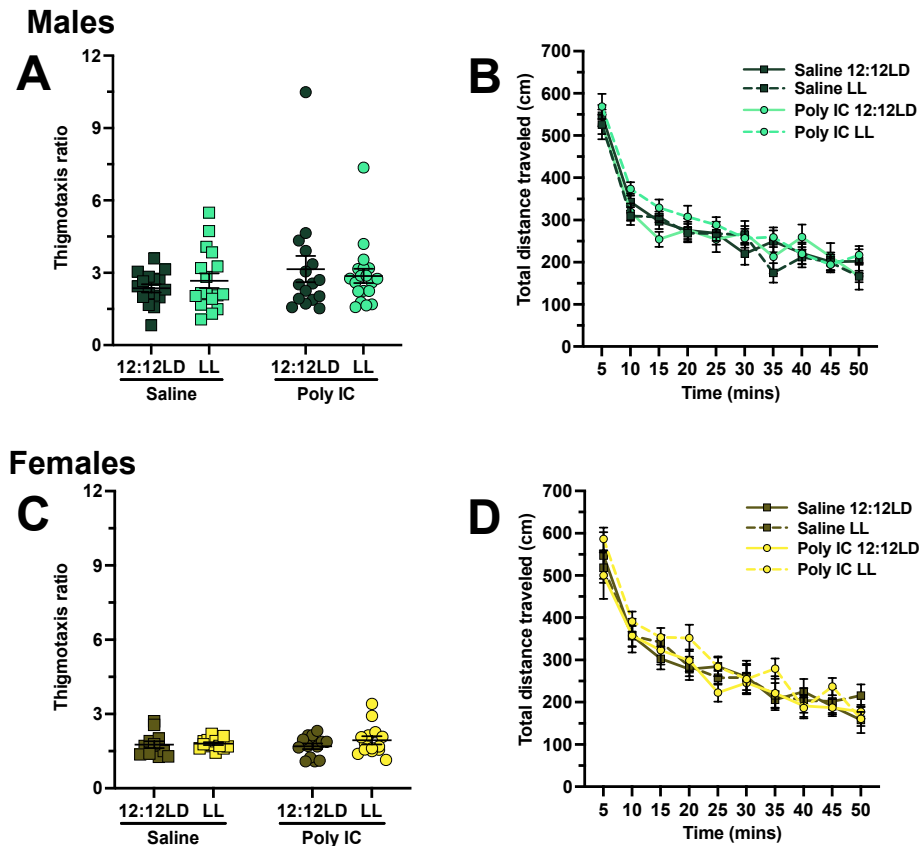 Males
A
12
9
6
3
0
Thigmotaxis ratio
12:12LD LL 12:12LD LL
Saline Poly IC
B
700
600
500
400
300
200
100
0
Total distance traveled (cm)
Saline 12:12LD
Saline LL
Poly IC 12:12LD
Poly IC LL
5 10 15 20 25 30 35 40 45 50
Time (mins)
Females
C
12
9
6
3
0
Thigmotaxis ratio
12:12LD LL 12:12LD LL
Saline Poly IC
D
700
600
500
400
300
200
100
0
Total distance traveled (cm)
Saline 12:12LD
Saline LL
Poly IC 12:12LD
Poly IC LL
5 10 15 20 25 30 35 40 45 50
Time (mins)